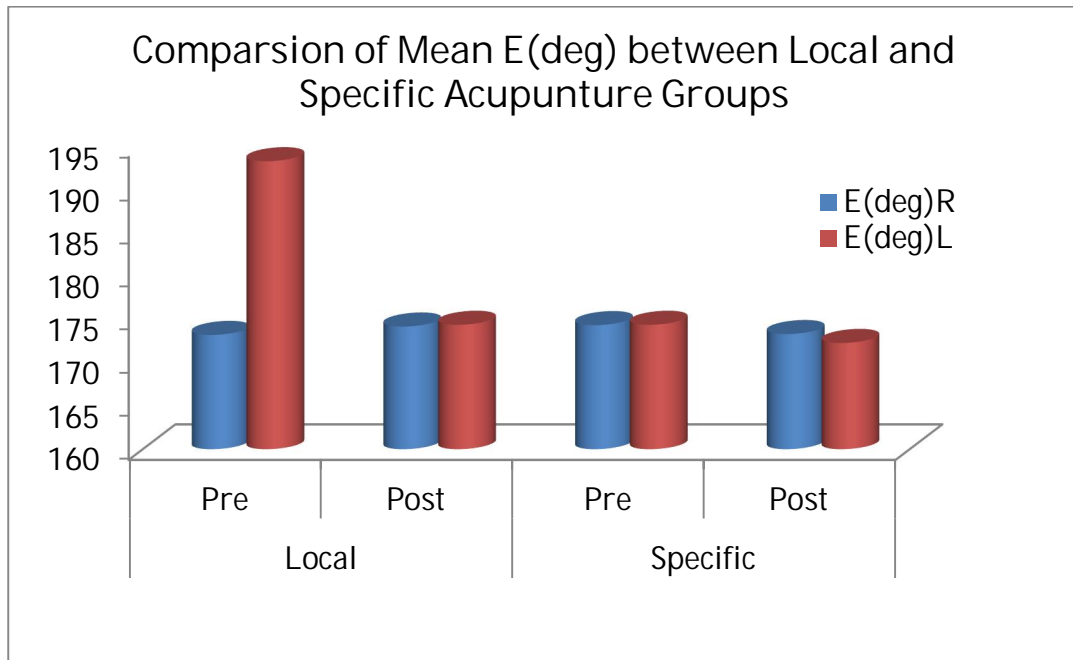 Comparsion of Mean E(deg) between Local and
Specific Acupunture Groups
195
190
185
180
175
170
165
160
E(deg)R
E(deg)L
Pre
Post
Pre
Post
Local
Specific